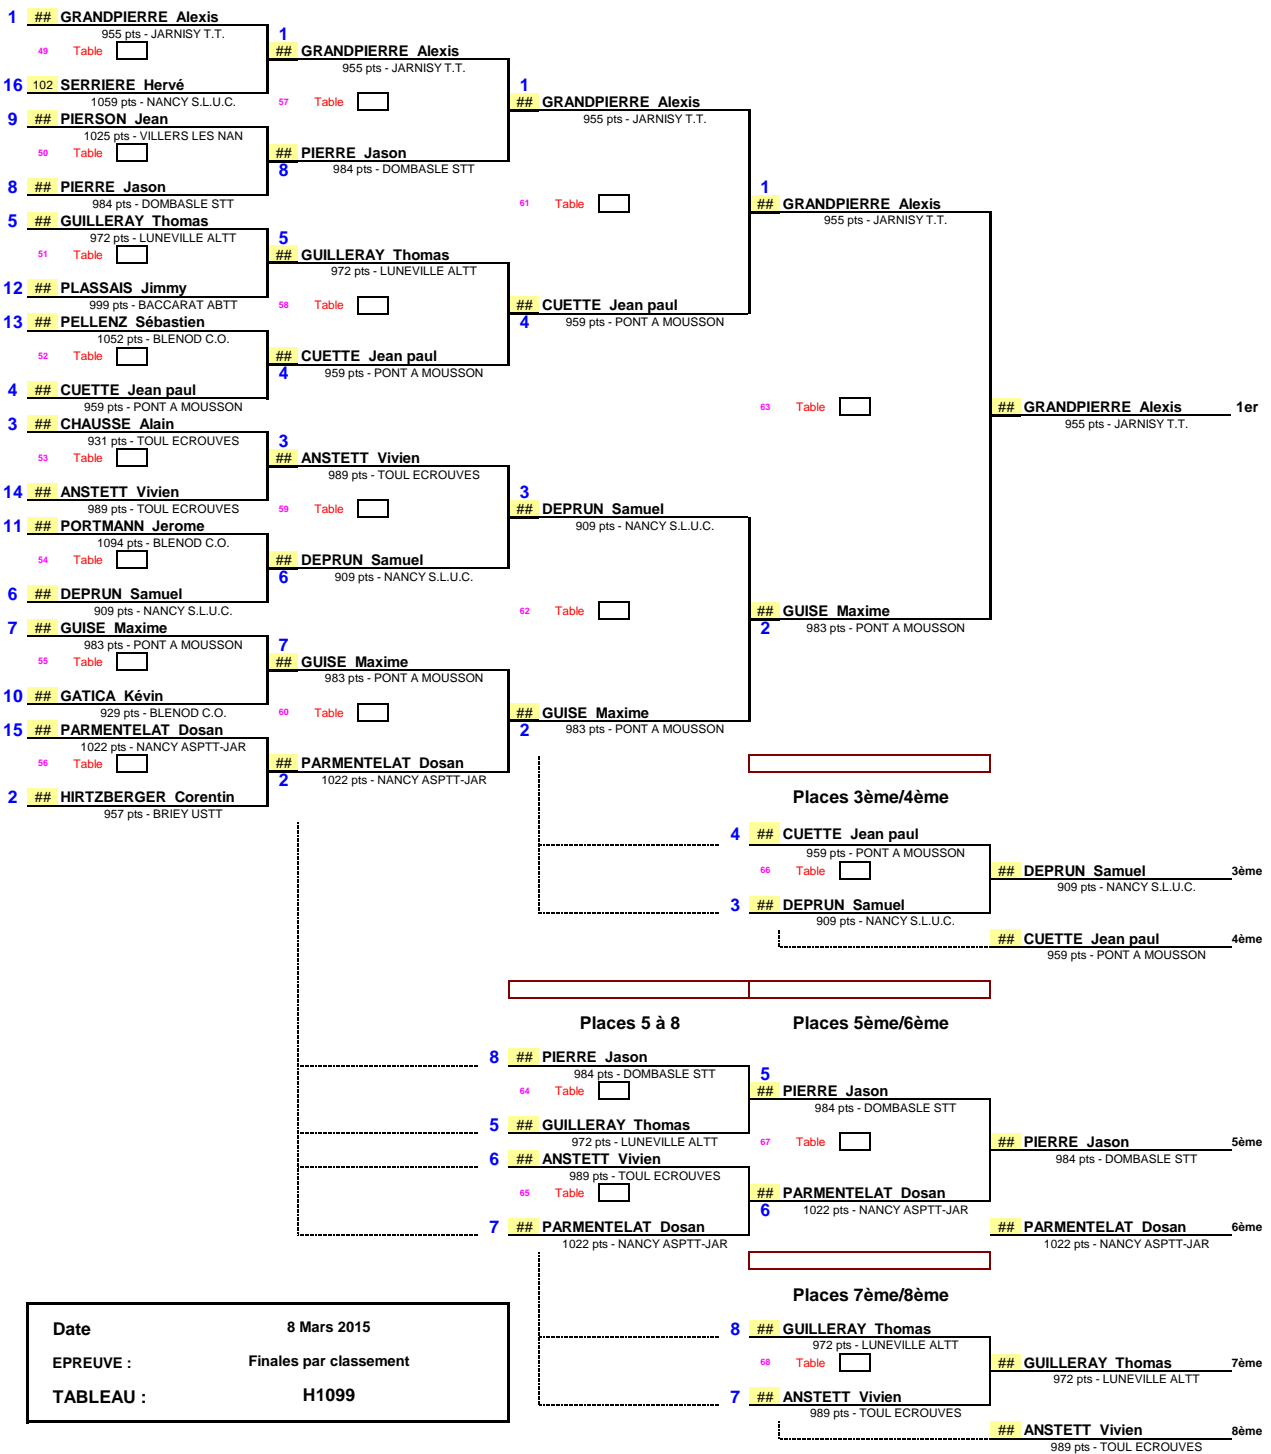 1 ## GRANDPIERRE Alexis
955 pts - JARNISY T.T.
49 Table
16 102 SERRIERE Hervé
1059 pts - NANCY S.L.U.C.
9 ## PIERSON Jean
1025 pts - VILLERS LES NAN
50 Table
8 ## PIERRE Jason
984 pts - DOMBASLE STT
5 ## GUILLERAY Thomas
972 pts - LUNEVILLE ALTT
51 Table
12 ## PLASSAIS Jimmy
999 pts - BACCARAT ABTT
13 ## PELLENZ Sébastien
1052 pts - BLENOD C.O.
52 Table
4 ## CUETTE Jean paul
959 pts - PONT A MOUSSON
3 ## CHAUSSE Alain
931 pts - TOUL ECROUVES
53 Table
14 ## ANSTETT Vivien
989 pts - TOUL ECROUVES
11 ## PORTMANN Jerome
1094 pts - BLENOD C.O.
54 Table
6 ## DEPRUN Samuel
909 pts - NANCY S.L.U.C.
7 ## GUISE Maxime
983 pts - PONT A MOUSSON
55 Table
10 ## GATICA Kévin
929 pts - BLENOD C.O.
15 ## PARMENTELAT Dosan
1022 pts - NANCY ASPTT-JAR
56 Table
2 ## HIRTZBERGER Corentin
957 pts - BRIEY USTT
1
## GRANDPIERRE Alexis
955 pts - JARNISY T.T.
57 Table
## PIERRE Jason
8 984 pts - DOMBASLE STT
5
## GUILLERAY Thomas
972 pts - LUNEVILLE ALTT
58 Table
## CUETTE Jean paul
4 959 pts - PONT A MOUSSON
3
## ANSTETT Vivien
989 pts - TOUL ECROUVES
59 Table
## DEPRUN Samuel
6 909 pts - NANCY S.L.U.C.
7
## GUISE Maxime
983 pts - PONT A MOUSSON
60 Table
## PARMENTELAT Dosan
2 1022 pts - NANCY ASPTT-JAR
1
## GRANDPIERRE Alexis
955 pts - JARNISY T.T.
61 Table
## CUETTE Jean paul
4 959 pts - PONT A MOUSSON
3
## DEPRUN Samuel
909 pts - NANCY S.L.U.C.
62 Table
## GUISE Maxime
2 983 pts - PONT A MOUSSON
1
## GRANDPIERRE Alexis
955 pts - JARNISY T.T.
63 Table
## GUISE Maxime
2 983 pts - PONT A MOUSSON
## GRANDPIERRE Alexis 1er
955 pts - JARNISY T.T.
Places 3ème/4ème
4 ## CUETTE Jean paul
959 pts - PONT A MOUSSON
66 Table
3 ## DEPRUN Samuel
909 pts - NANCY S.L.U.C.
## DEPRUN Samuel 3ème
909 pts - NANCY S.L.U.C.
## CUETTE Jean paul 4ème
959 pts - PONT A MOUSSON
Places 5 à 8
Places 5ème/6ème
8 ## PIERRE Jason
984 pts - DOMBASLE STT
64 Table
5 ## GUILLERAY Thomas
972 pts - LUNEVILLE ALTT
6 ## ANSTETT Vivien
989 pts - TOUL ECROUVES
65 Table
7 ## PARMENTELAT Dosan
1022 pts - NANCY ASPTT-JAR
5
## PIERRE Jason
984 pts - DOMBASLE STT
67 Table
## PARMENTELAT Dosan
6 1022 pts - NANCY ASPTT-JAR
## PIERRE Jason 5ème
984 pts - DOMBASLE STT
## PARMENTELAT Dosan 6ème
1022 pts - NANCY ASPTT-JAR
Places 7ème/8ème
8 ## GUILLERAY Thomas
972 pts - LUNEVILLE ALTT
68 Table
7 ## ANSTETT Vivien
989 pts - TOUL ECROUVES
## GUILLERAY Thomas 7ème
972 pts - LUNEVILLE ALTT
## ANSTETT Vivien 8ème
989 pts - TOUL ECROUVES
Date 8 Mars 2015
EPREUVE : Finales par classement
TABLEAU : H1099